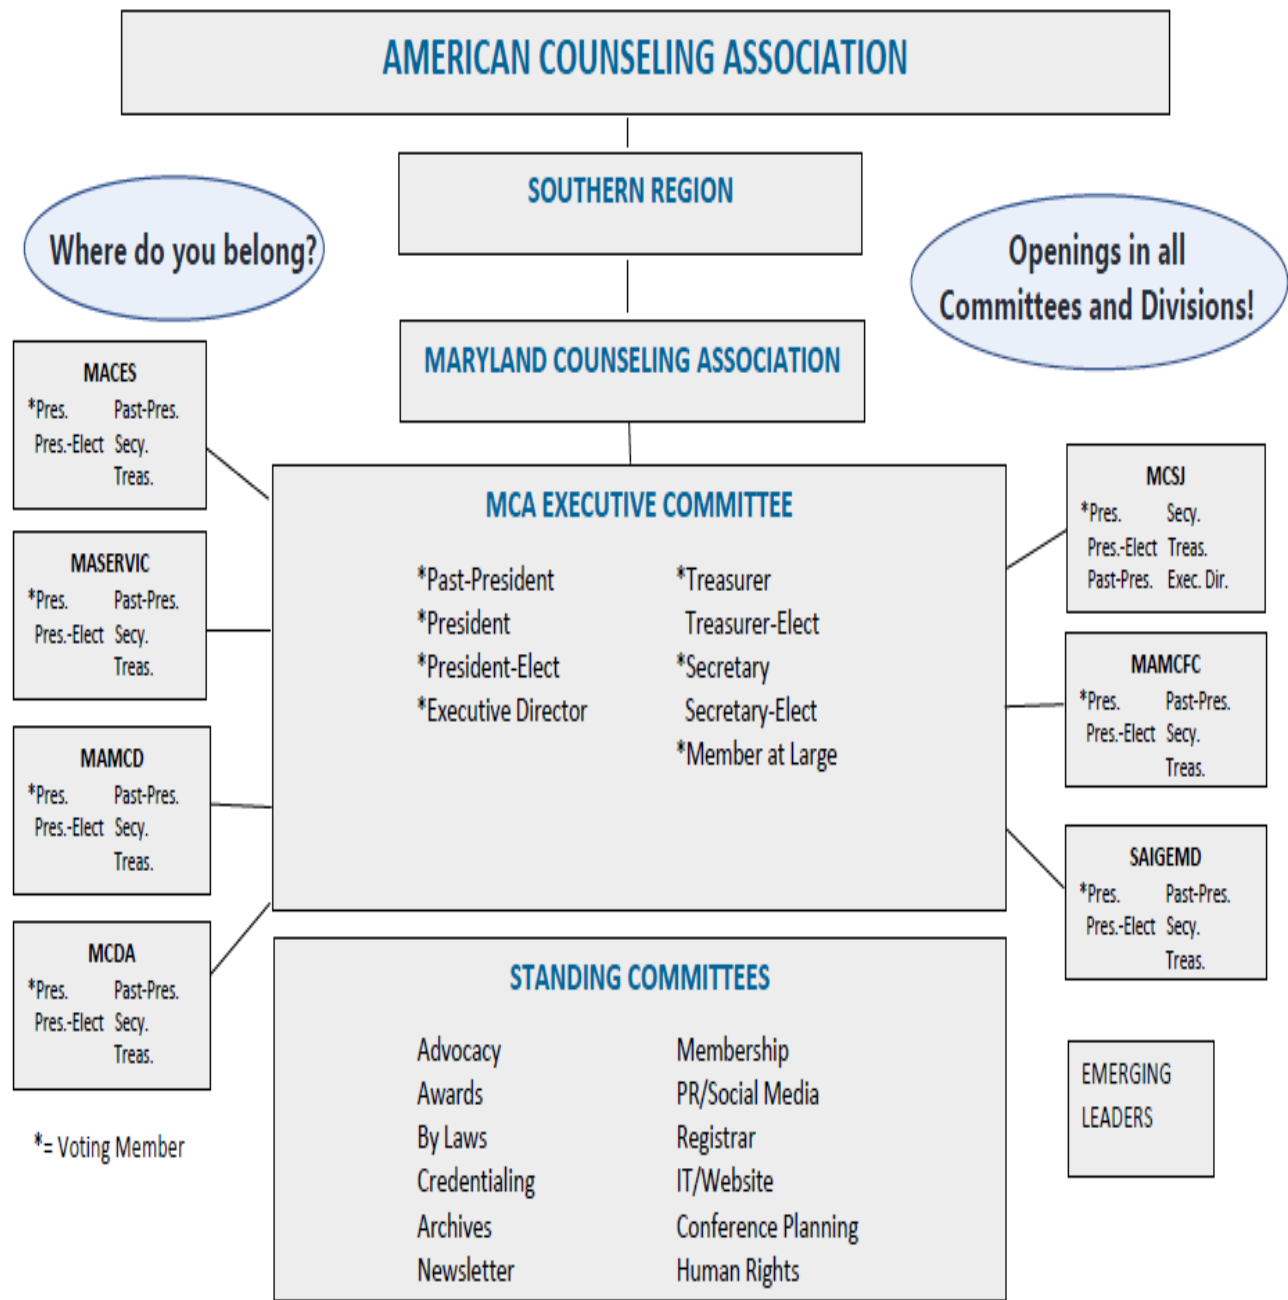 AMERICAN COUNSELING ASSOCIATION
SOUTHERN REGION
Where do you belong?
Openings in all
Committees and Divisions!
MARYLAND COUNSELING ASSOCIATION
MACES
*Pres. Past-Pres.
Pres.-Elect Secy.
Treas.
MASERVIC
*Pres. Past-Pres.
Pres.-Elect Secy.
Treas.
MAMCD
*Pres. Past-Pres.
Pres.-Elect Secy.
Treas.
MCDA
*Pres. Past-Pres.
Pres.-Elect Secy.
Treas.
*= Voting Member
MCA EXECUTIVE COMMITTEE
*Past-President *Treasurer
*President Treasurer-Elect
*President-Elect *Secretary
*Executive Director Secretary-Elect
*Member at Large
STANDING COMMITTEES
Advocacy Membership
Awards PR/Social Media
By Laws Registrar
Credentialing IT/Website
Archives Conference Planning
Newsletter Human Rights
MCSJ
*Pres. Secy.
Pres.-Elect Treas.
Past-Pres. Exec. Dir.
MAMCFC
*Pres. Past-Pres.
Pres.-Elect Secy.
Treas.
SAIGEMD
*Pres. Past-Pres.
Pres.-Elect Secy.
Treas.
EMERGING
LEADERS